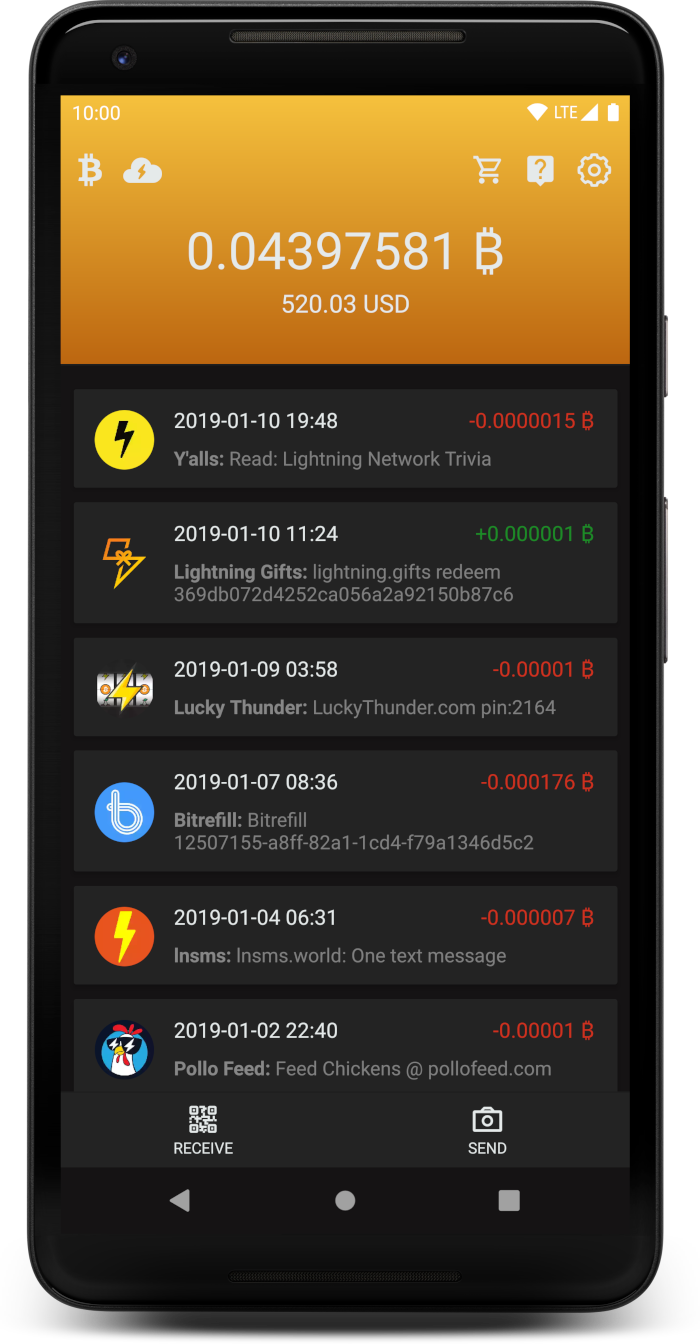 10:00 LTE
0.04397581 ₿
520.03 USD
2019-01-10 19:48 -0.0000015 ₿
Y'alls: Read: Lightning Network Trivia
2019-01-10 11:24 +0.000001 ₿
Lightning Gifts: lightning.gifts redeem
369db072d4252ca056a2a92150b87c6
2019-01-09 03:58 -0.00001 ₿
Lucky Thunder: LuckyThunder.com pin:2164
2019-01-07 08:36 -0.000176 ₿
Bitrefill: Bitrefill
12507155-a8ff-82a1-1cd4-f79a1346d5c2
2019-01-04 06:31 -0.000007 ₿
lnsms: lnsms.world: One text message
2019-01-02 22:40 -0.00001 ₿
Pollo Feed: Feed Chickens @ pollofeed.com
RECEIVE SEND